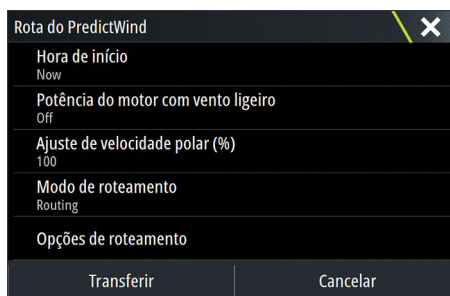 Rota do PredictWind
Hora de início
Now
Potência do motor com vento ligeiro
Off
Ajuste de velocidade polar (%)
100
Modo de roteamento
Routing
Opções de roteamento
Transferir
Cancelar